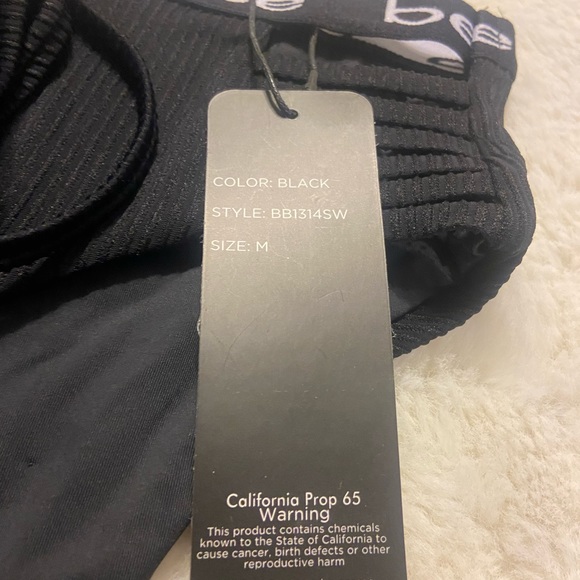 COLOR: BLACK
STYLE: BB1314SW
SIZE: M
California Prop 65
Warning
This product contains chemicals
known to the State of California to
cause cancer, birth defects or other
reproductive harm